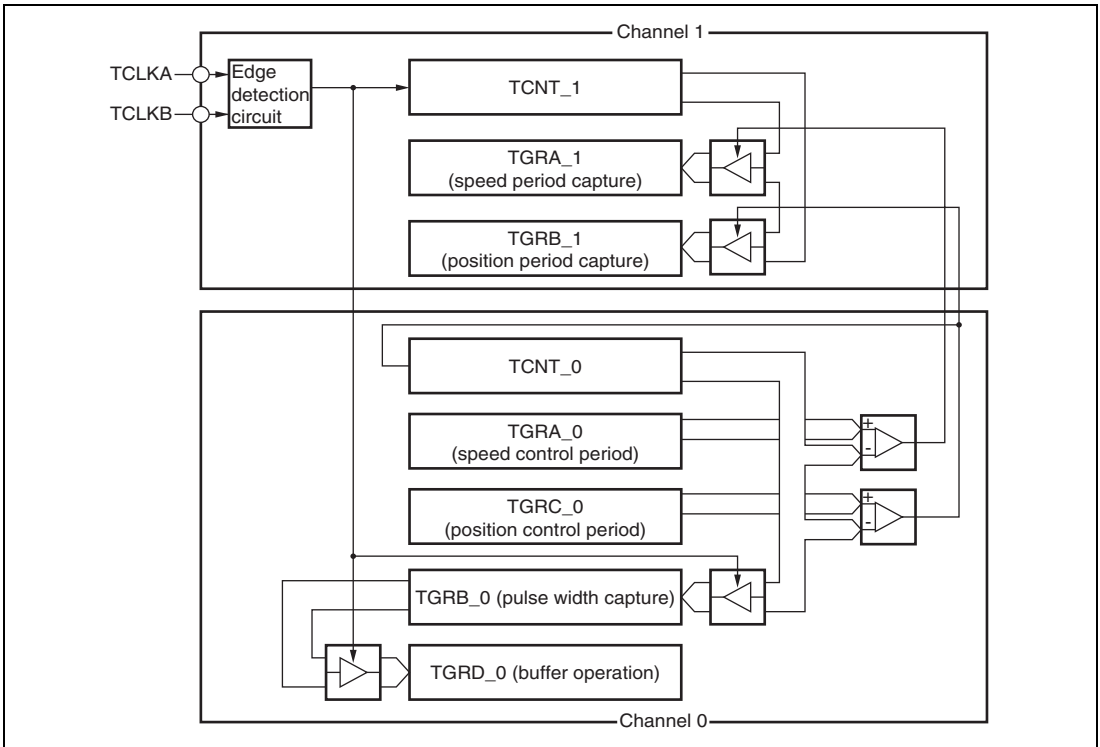 Channel 1
TCLKA
TCLKB
Edge
detection
circuit
TCNT_1
TGRA_1
(speed period capture)
TGRB_1
(position period capture)
TCNT_0
TGRA_0
(speed control period)
+
-
TGRC_0
(position control period)
+
-
TGRB_0 (pulse width capture)
TGRD_0 (buffer operation)
Channel 0